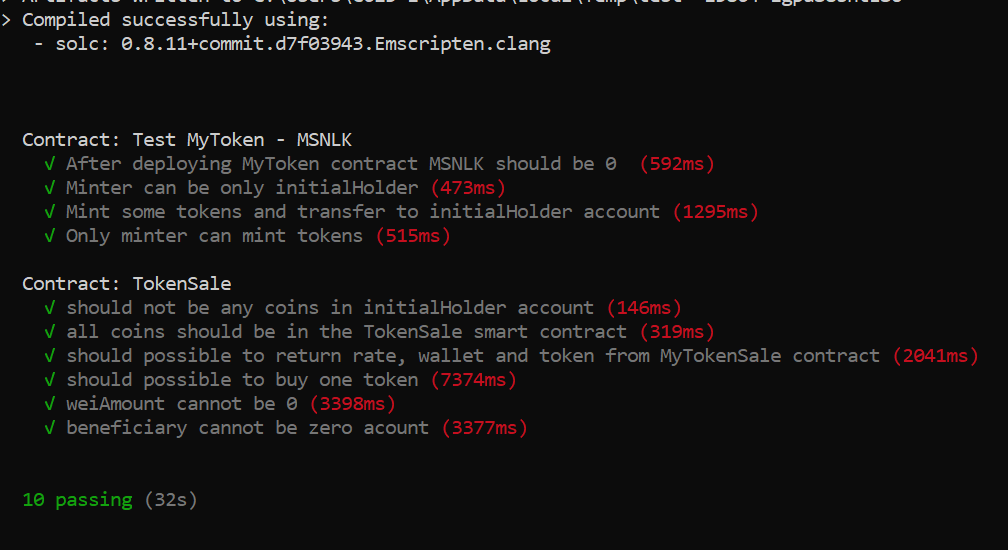 > Compiled successfully using:
- solc: 0.8.11+commit.d7f03943.Emscripten.clang
Contract: Test MyToken - MSNLK
√ After deploying MyToken contract MSNLK should be 0 (592ms)
√ Minter can be only initialHolder (473ms)
√ Mint some tokens and transfer to initialHolder account (1295ms)
√ Only minter can mint tokens (515ms)
Contract: TokenSale
√ should not be any coins in initialHolder account (146ms)
√ all coins should be in the TokenSale smart contract (319ms)
√ should possible to return rate, wallet and token from MyTokenSale contract (2041ms)
√ should possible to buy one token (7374ms)
√ weiAmount cannot be 0 (3398ms)
√ beneficiary cannot be zero acount (3377ms)
10 passing (32s)